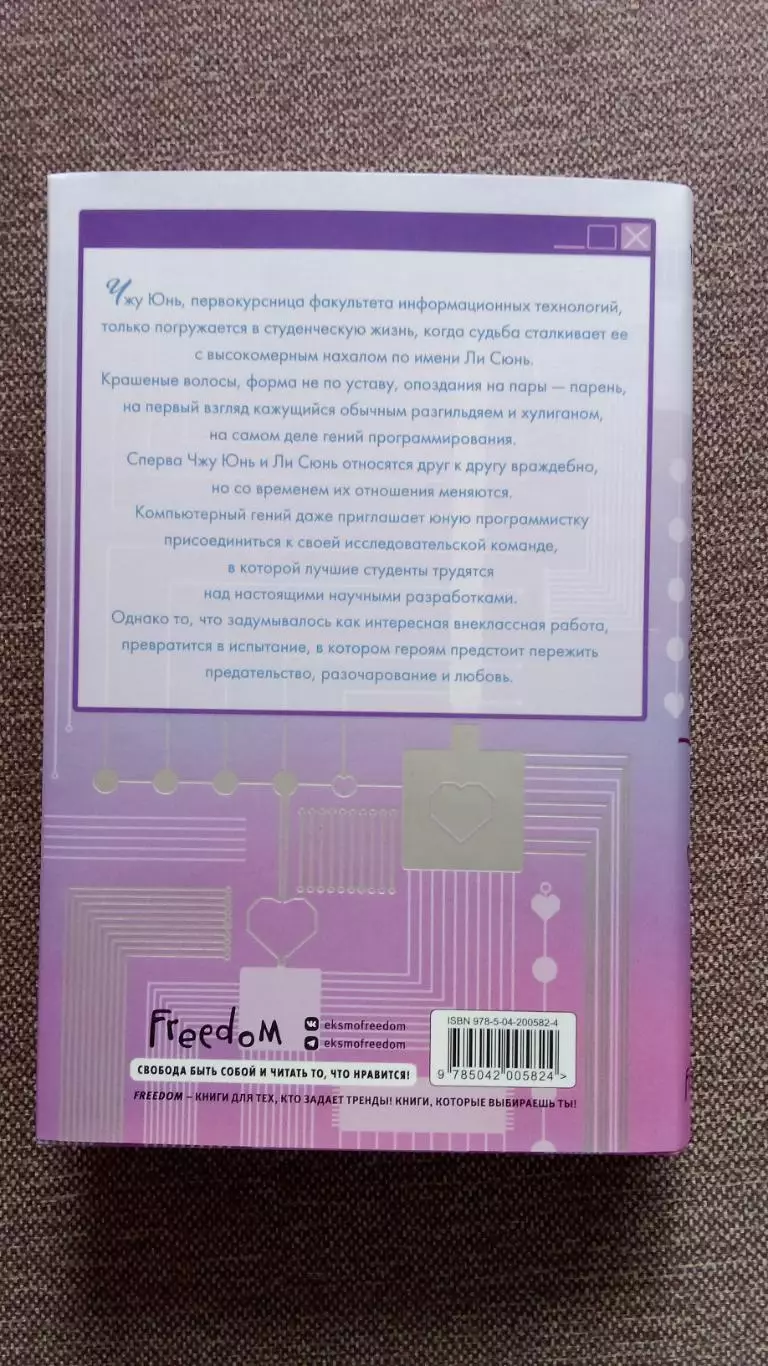 Чжу Юнь, первокурсница факультета информационных технологий,
только погружается в студенческую жизнь, когда судьба сталкивает ее
с высокомерным нахалом по имени Ли Сюнь.
Крашеные волосы, форма не по уставу, опоздания на пары — парень,
на первый взгляд кажущийся обычным разгильдяем и хулиганом,
на самом деле гений программирования.
Сперва Чжу Юнь и Ли Сюнь относятся друг к другу враждебно,
но со временем их отношения меняются.
Компьютерный гений даже приглашает юную программистку
присоединиться к своей исследовательской команде,
в которой лучшие студенты трудятся
над настоящими научными разработками.
Однако то, что задумывалось как интересная внеклассная работа,
превратится в испытание, в котором героям предстоит пережить
предательство, разочарование и любовь.
Freedom
eksmofreedom
eksmofreedom
СВОБОДА БЫТЬ СОБОЙ И ЧИТАТЬ ТО, ЧТО НРАВИТСЯ!
FREEDOM – КНИГИ ДЛЯ ТЕХ, КТО ЗАДАЕТ ТРЕНДЫ! КНИГИ, КОТОРЫЕ ВЫБИРАЕШЬ ТЫ!
ISBN 978-5-04-200582-4
9 785042 005824 >